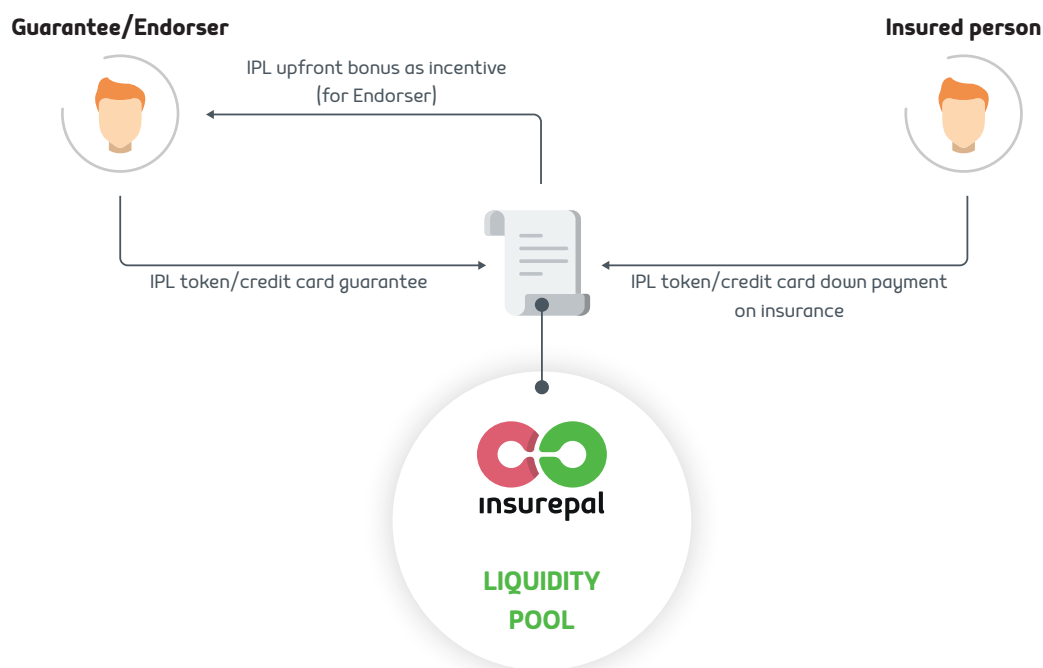 Guarantee/Endorser
Insured person
IPL upfront bonus as incentive
(for Endorser)
IPL token/credit card guarantee
IPL token/credit card down payment
on insurance
insurepal
LIQUIDITY
POOL